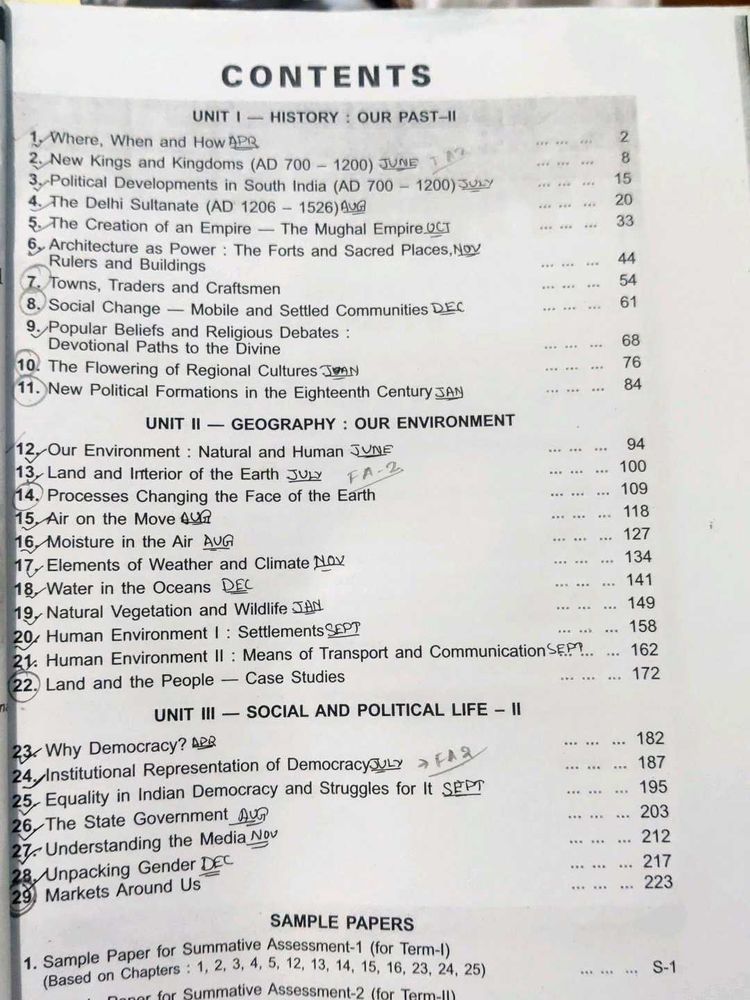 CONTENTS
UNIT I — HISTORY : OUR PAST–II
1. Where, When and How APR ... ... ... 2
2. New Kings and Kingdoms (AD 700 – 1200) JUNE FA2 ... ... ... 8
3. Political Developments in South India (AD 700 – 1200) JULY ... ... ... 15
4. The Delhi Sultanate (AD 1206 – 1526) AUG ... ... ... 20
5. The Creation of an Empire — The Mughal Empire OCT ... ... ... 33
6. Architecture as Power : The Forts and Sacred Places, NOV
Rulers and Buildings ... ... ... 44
7. Towns, Traders and Craftsmen ... ... ... 54
8. Social Change — Mobile and Settled Communities DEC ... ... ... 61
9. Popular Beliefs and Religious Debates :
Devotional Paths to the Divine ... ... ... 68
10. The Flowering of Regional Cultures JAN ... ... ... 76
11. New Political Formations in the Eighteenth Century JAN ... ... ... 84
UNIT II — GEOGRAPHY : OUR ENVIRONMENT
12. Our Environment : Natural and Human JUNE ... ... ... 94
13. Land and Interior of the Earth JULY FA-2 ... ... ... 100
14. Processes Changing the Face of the Earth ... ... ... 109
15. Air on the Move AUG ... ... ... 118
16. Moisture in the Air AUG ... ... ... 127
17. Elements of Weather and Climate NOV ... ... ... 134
18. Water in the Oceans DEC ... ... ... 141
19. Natural Vegetation and Wildlife JAN ... ... ... 149
20. Human Environment I : Settlements SEPT ... ... ... 158
21. Human Environment II : Means of Transport and Communication SEPT ... ... ... 162
22. Land and the People — Case Studies ... ... ... 172
UNIT III — SOCIAL AND POLITICAL LIFE – II
23. Why Democracy? APR ... ... ... 182
24. Institutional Representation of Democracy JULY → FA2 ... ... ... 187
25. Equality in Indian Democracy and Struggles for It SEPT ... ... ... 195
26. The State Government AUG ... ... ... 203
27. Understanding the Media NOV ... ... ... 212
28. Unpacking Gender DEC ... ... ... 217
29. Markets Around Us ... ... ... 223
SAMPLE PAPERS
1. Sample Paper for Summative Assessment-1 (for Term-I)
(Based on Chapters : 1, 2, 3, 4, 5, 12, 13, 14, 15, 16, 23, 24, 25) ... ... ... S-1
Paper for Summative Assessment-2 (for Term-II)